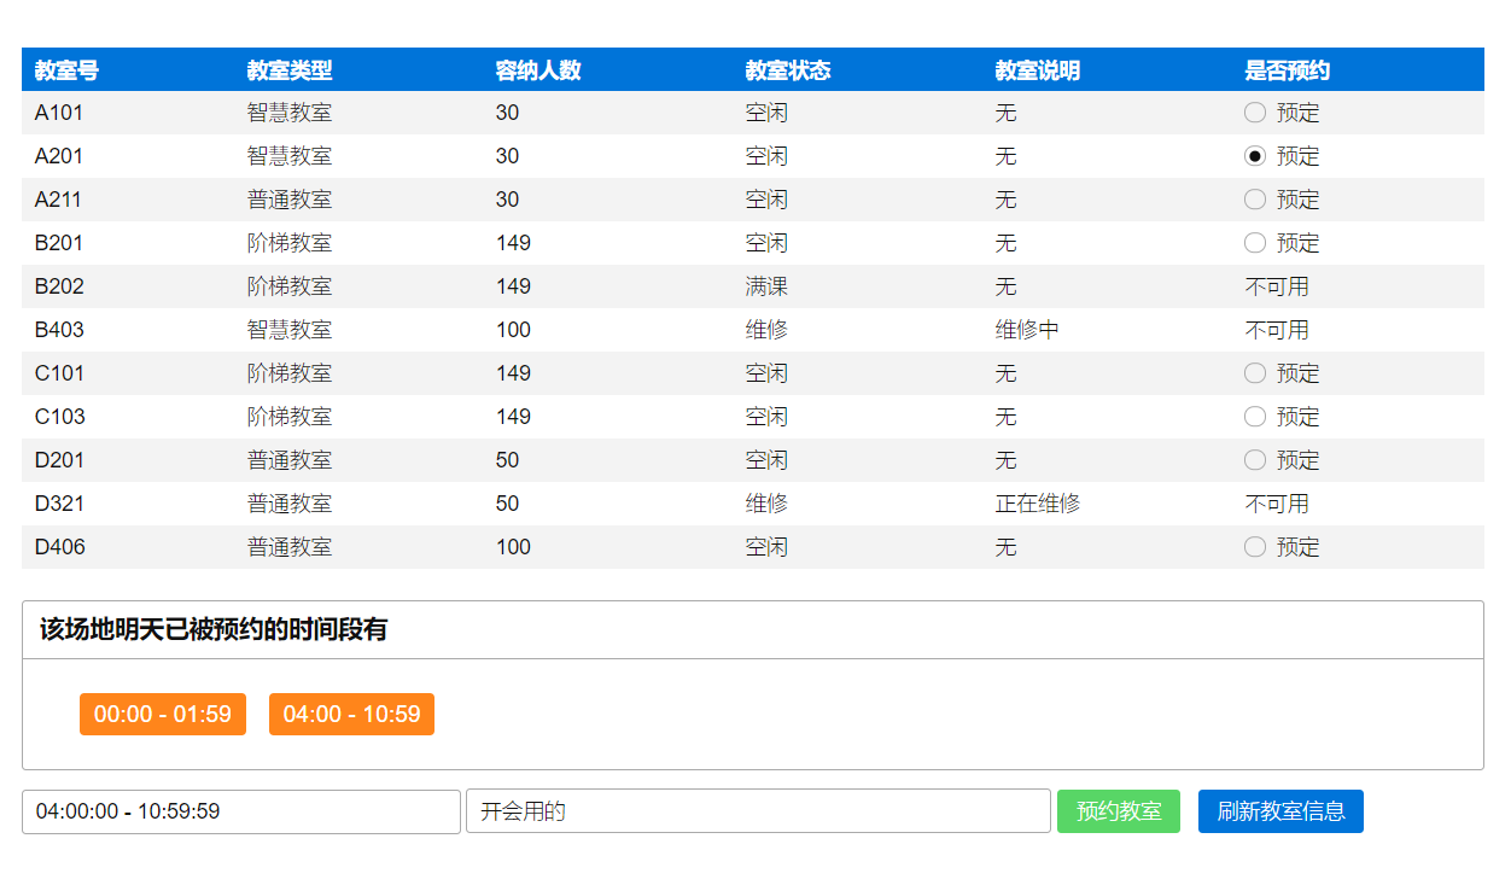 教室号 教室类型 容纳人数 教室状态 教室说明 是否预约
A101 智慧教室 30 空闲 无 预定
A201 智慧教室 30 空闲 无 预定
A211 普通教室 30 空闲 无 预定
B201 阶梯教室 149 空闲 无 预定
B202 阶梯教室 149 满课 无 不可用
B403 智慧教室 100 维修 维修中 不可用
C101 阶梯教室 149 空闲 无 预定
C103 阶梯教室 149 空闲 无 预定
D201 普通教室 50 空闲 无 预定
D321 普通教室 50 维修 正在维修 不可用
D406 普通教室 100 空闲 无 预定
该场地明天已被预约的时间段有
00:00 - 01:59 04:00 - 10:59
04:00:00 - 10:59:59 开会用的 预约教室 刷新教室信息